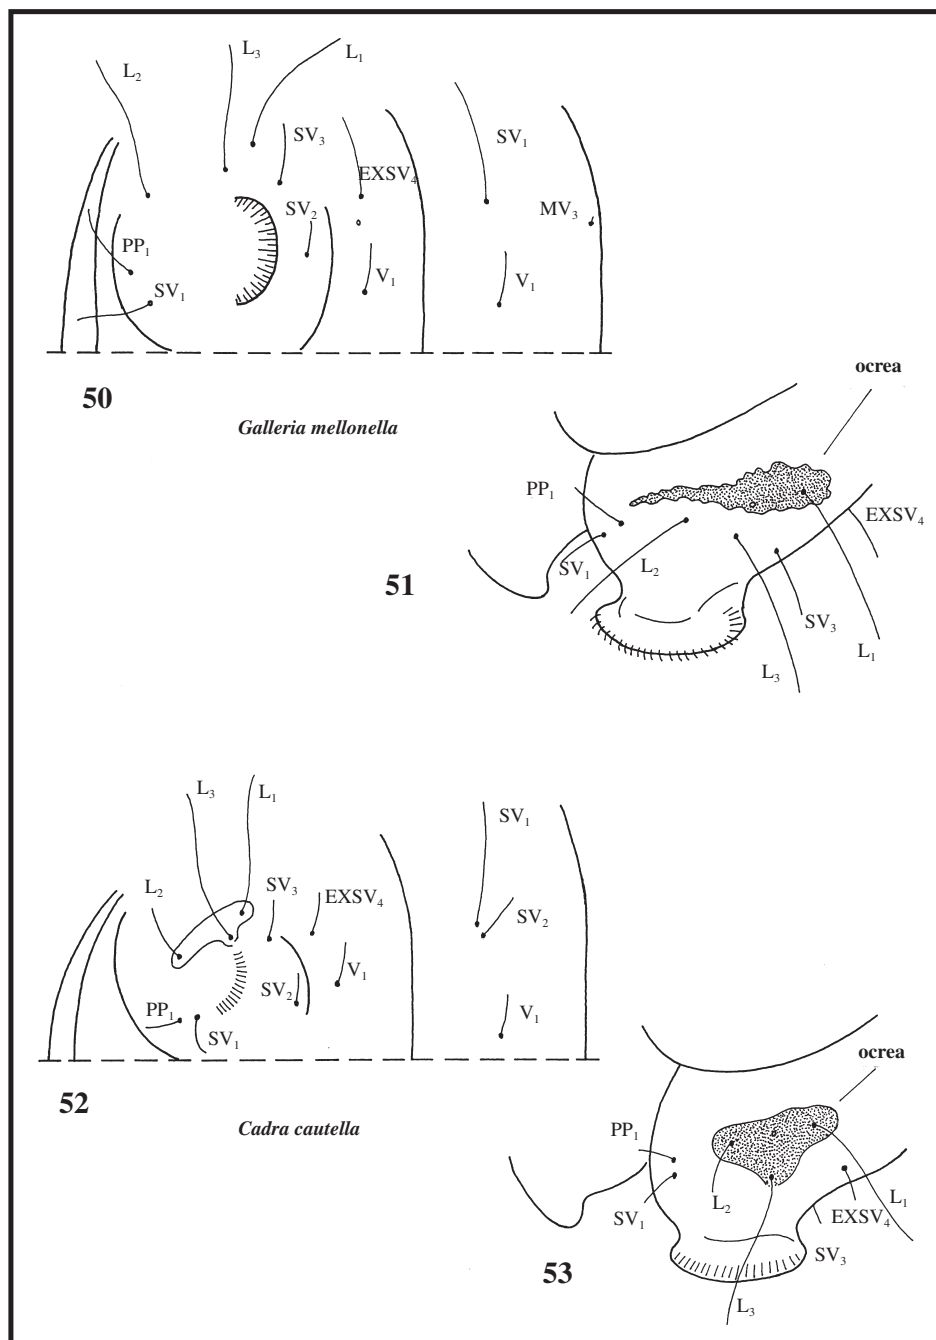 L₃
L₁
L₂
SV₃
SV₁
EXSV₄
SV₂
MV₃
PP₁
V₁
V₁
SV₁
50
ocrea
Galleria mellonella
PP₁
EXSV₄
SV₁
L₂
51
SV₃
L₁
L₃
L₃
L₁
SV₁
L₂
SV₃
EXSV₄
SV₂
V₁
SV₂
PP₁
V₁
SV₁
ocrea
52
Cadra cautella
PP₁
L₂
L₁
SV₁
EXSV₄
SV₃
53
L₃